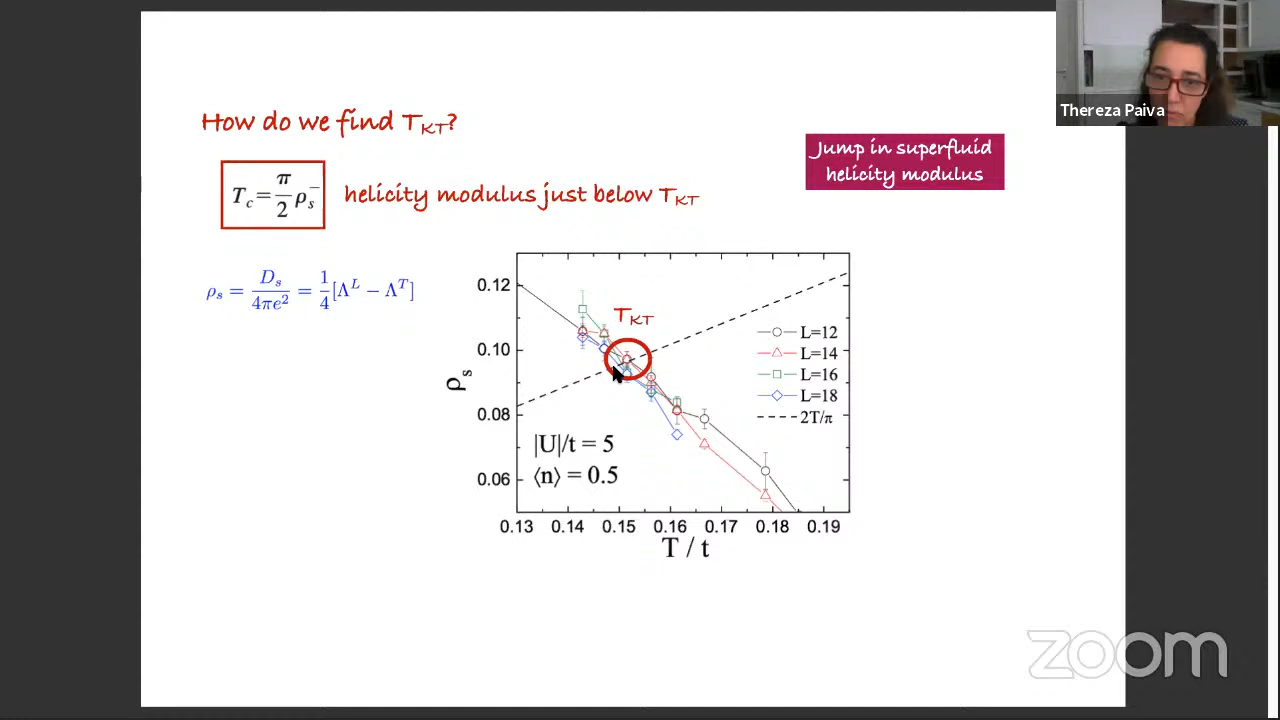 Thereza Paiva
How do we find T_KT?
Jump in superfluid
helicity modulus
T_c = π/2 ρ_s^-
helicity modulus just below T_KT
ρ_s = D_s/4πe² = 1/4 [Λ^L − Λ^T]
T_KT
0.12
0.10
0.08
0.06
ρ_s
L=12
L=14
L=16
L=18
2T/π
|U|/t = 5
⟨n⟩ = 0.5
0.13 0.14 0.15 0.16 0.17 0.18 0.19
T / t
zoom